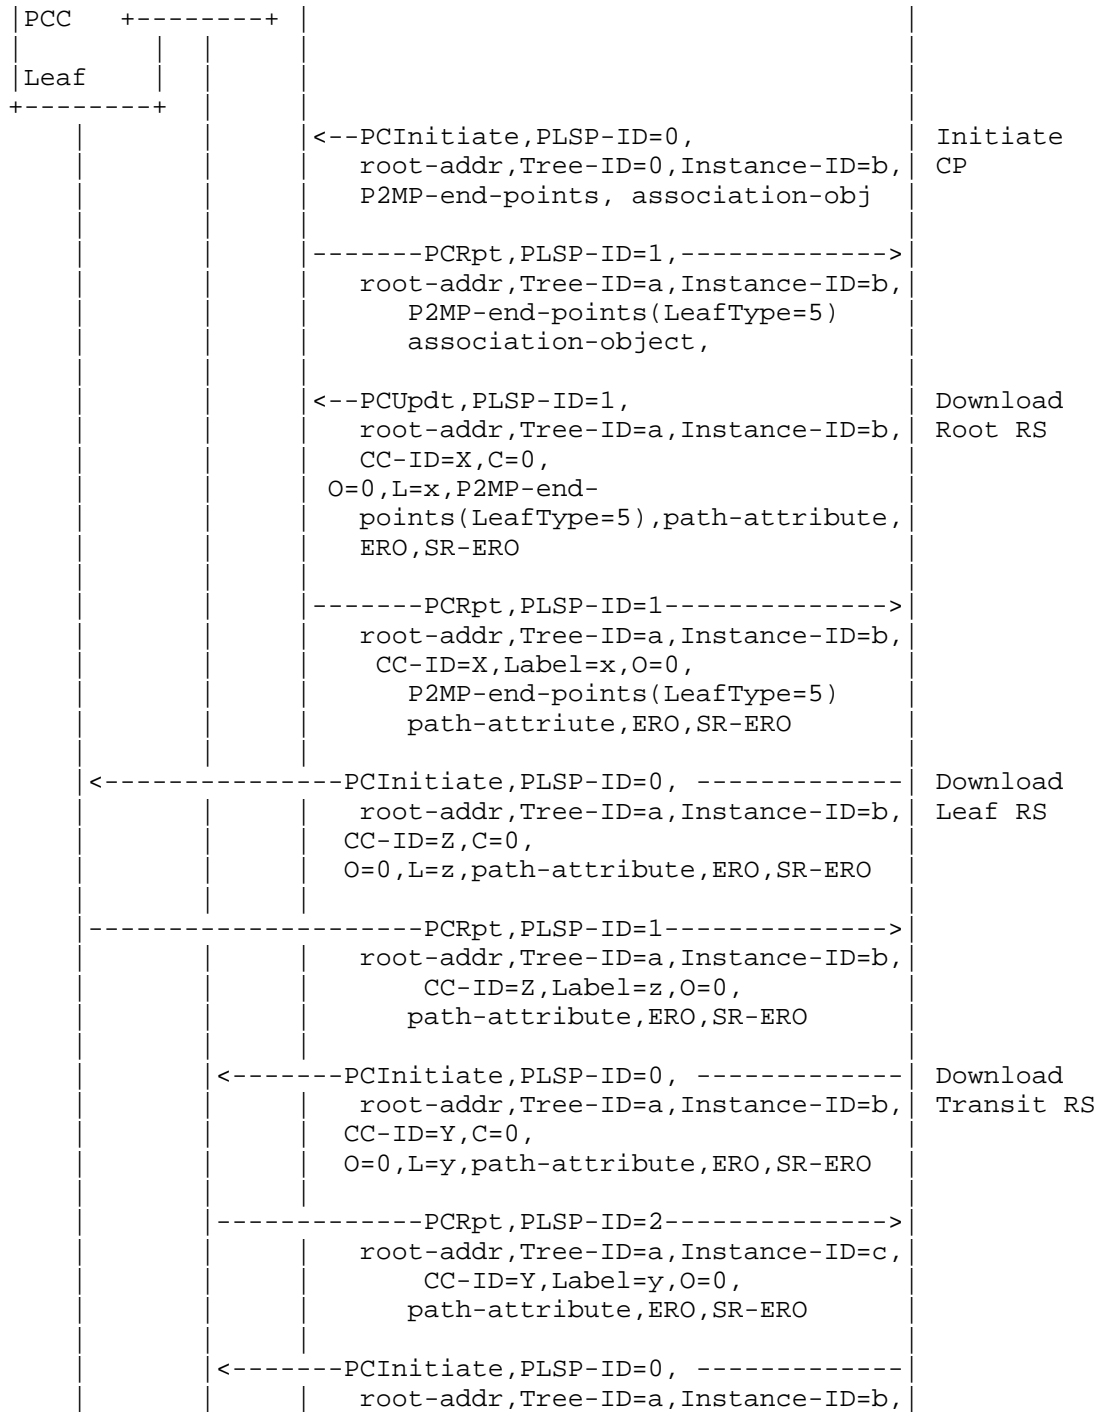 |PCC    +--------+ |                                      |
|        |  |     |                                      |
|Leaf    |  |     |                                      |
+--------+  |     |                                      |
    |       |     |<--PCInitiate,PLSP-ID=0,              | Initiate
    |       |     |   root-addr,Tree-ID=0,Instance-ID=b,| CP
    |       |     |   P2MP-end-points, association-obj   |
    |       |     |                                     |
    |       |     |-------PCRpt,PLSP-ID=1,------------->|
    |       |     |   root-addr,Tree-ID=a,Instance-ID=b,|
    |       |     |      P2MP-end-points(LeafType=5)    |
    |       |     |      association-object,            |
    |       |     |                                     |
    |       |     |<--PCUpdt,PLSP-ID=1,                 | Download
    |       |     |   root-addr,Tree-ID=a,Instance-ID=b,| Root RS
    |       |     |   CC-ID=X,C=0,                      |
    |       |     | O=0,L=x,P2MP-end-                   |
    |       |     |   points(LeafType=5),path-attribute,|
    |       |     |   ERO,SR-ERO                        |
    |       |     |                                     |
    |       |     |-------PCRpt,PLSP-ID=1-------------->|
    |       |     |   root-addr,Tree-ID=a,Instance-ID=b,|
    |       |     |    CC-ID=X,Label=x,O=0,             |
    |       |     |      P2MP-end-points(LeafType=5)    |
    |       |     |      path-attriute,ERO,SR-ERO       |
    |       |     |                                     |
    |<---------------PCInitiate,PLSP-ID=0, -------------| Download
    |       |     |   root-addr,Tree-ID=a,Instance-ID=b,| Leaf RS
    |       |     |  CC-ID=Z,C=0,                       |
    |       |     |  O=0,L=z,path-attribute,ERO,SR-ERO  |
    |       |     |                                     |
    |---------------------PCRpt,PLSP-ID=1-------------->|
    |       |     |   root-addr,Tree-ID=a,Instance-ID=b,|
    |       |     |       CC-ID=Z,Label=z,O=0,          |
    |       |     |      path-attribute,ERO,SR-ERO      |
    |       |     |                                     |
    |       |<-------PCInitiate,PLSP-ID=0, -------------| Download
    |       |     |   root-addr,Tree-ID=a,Instance-ID=b,| Transit RS
    |       |     |  CC-ID=Y,C=0,                       |
    |       |     |  O=0,L=y,path-attribute,ERO,SR-ERO  |
    |       |     |                                     |
    |       |-------------PCRpt,PLSP-ID=2-------------->|
    |       |     |   root-addr,Tree-ID=a,Instance-ID=c,|
    |       |     |       CC-ID=Y,Label=y,O=0,          |
    |       |     |      path-attribute,ERO,SR-ERO      |
    |       |     |                                     |
    |       |<-------PCInitiate,PLSP-ID=0, -------------|
    |       |     |   root-addr,Tree-ID=a,Instance-ID=b,|